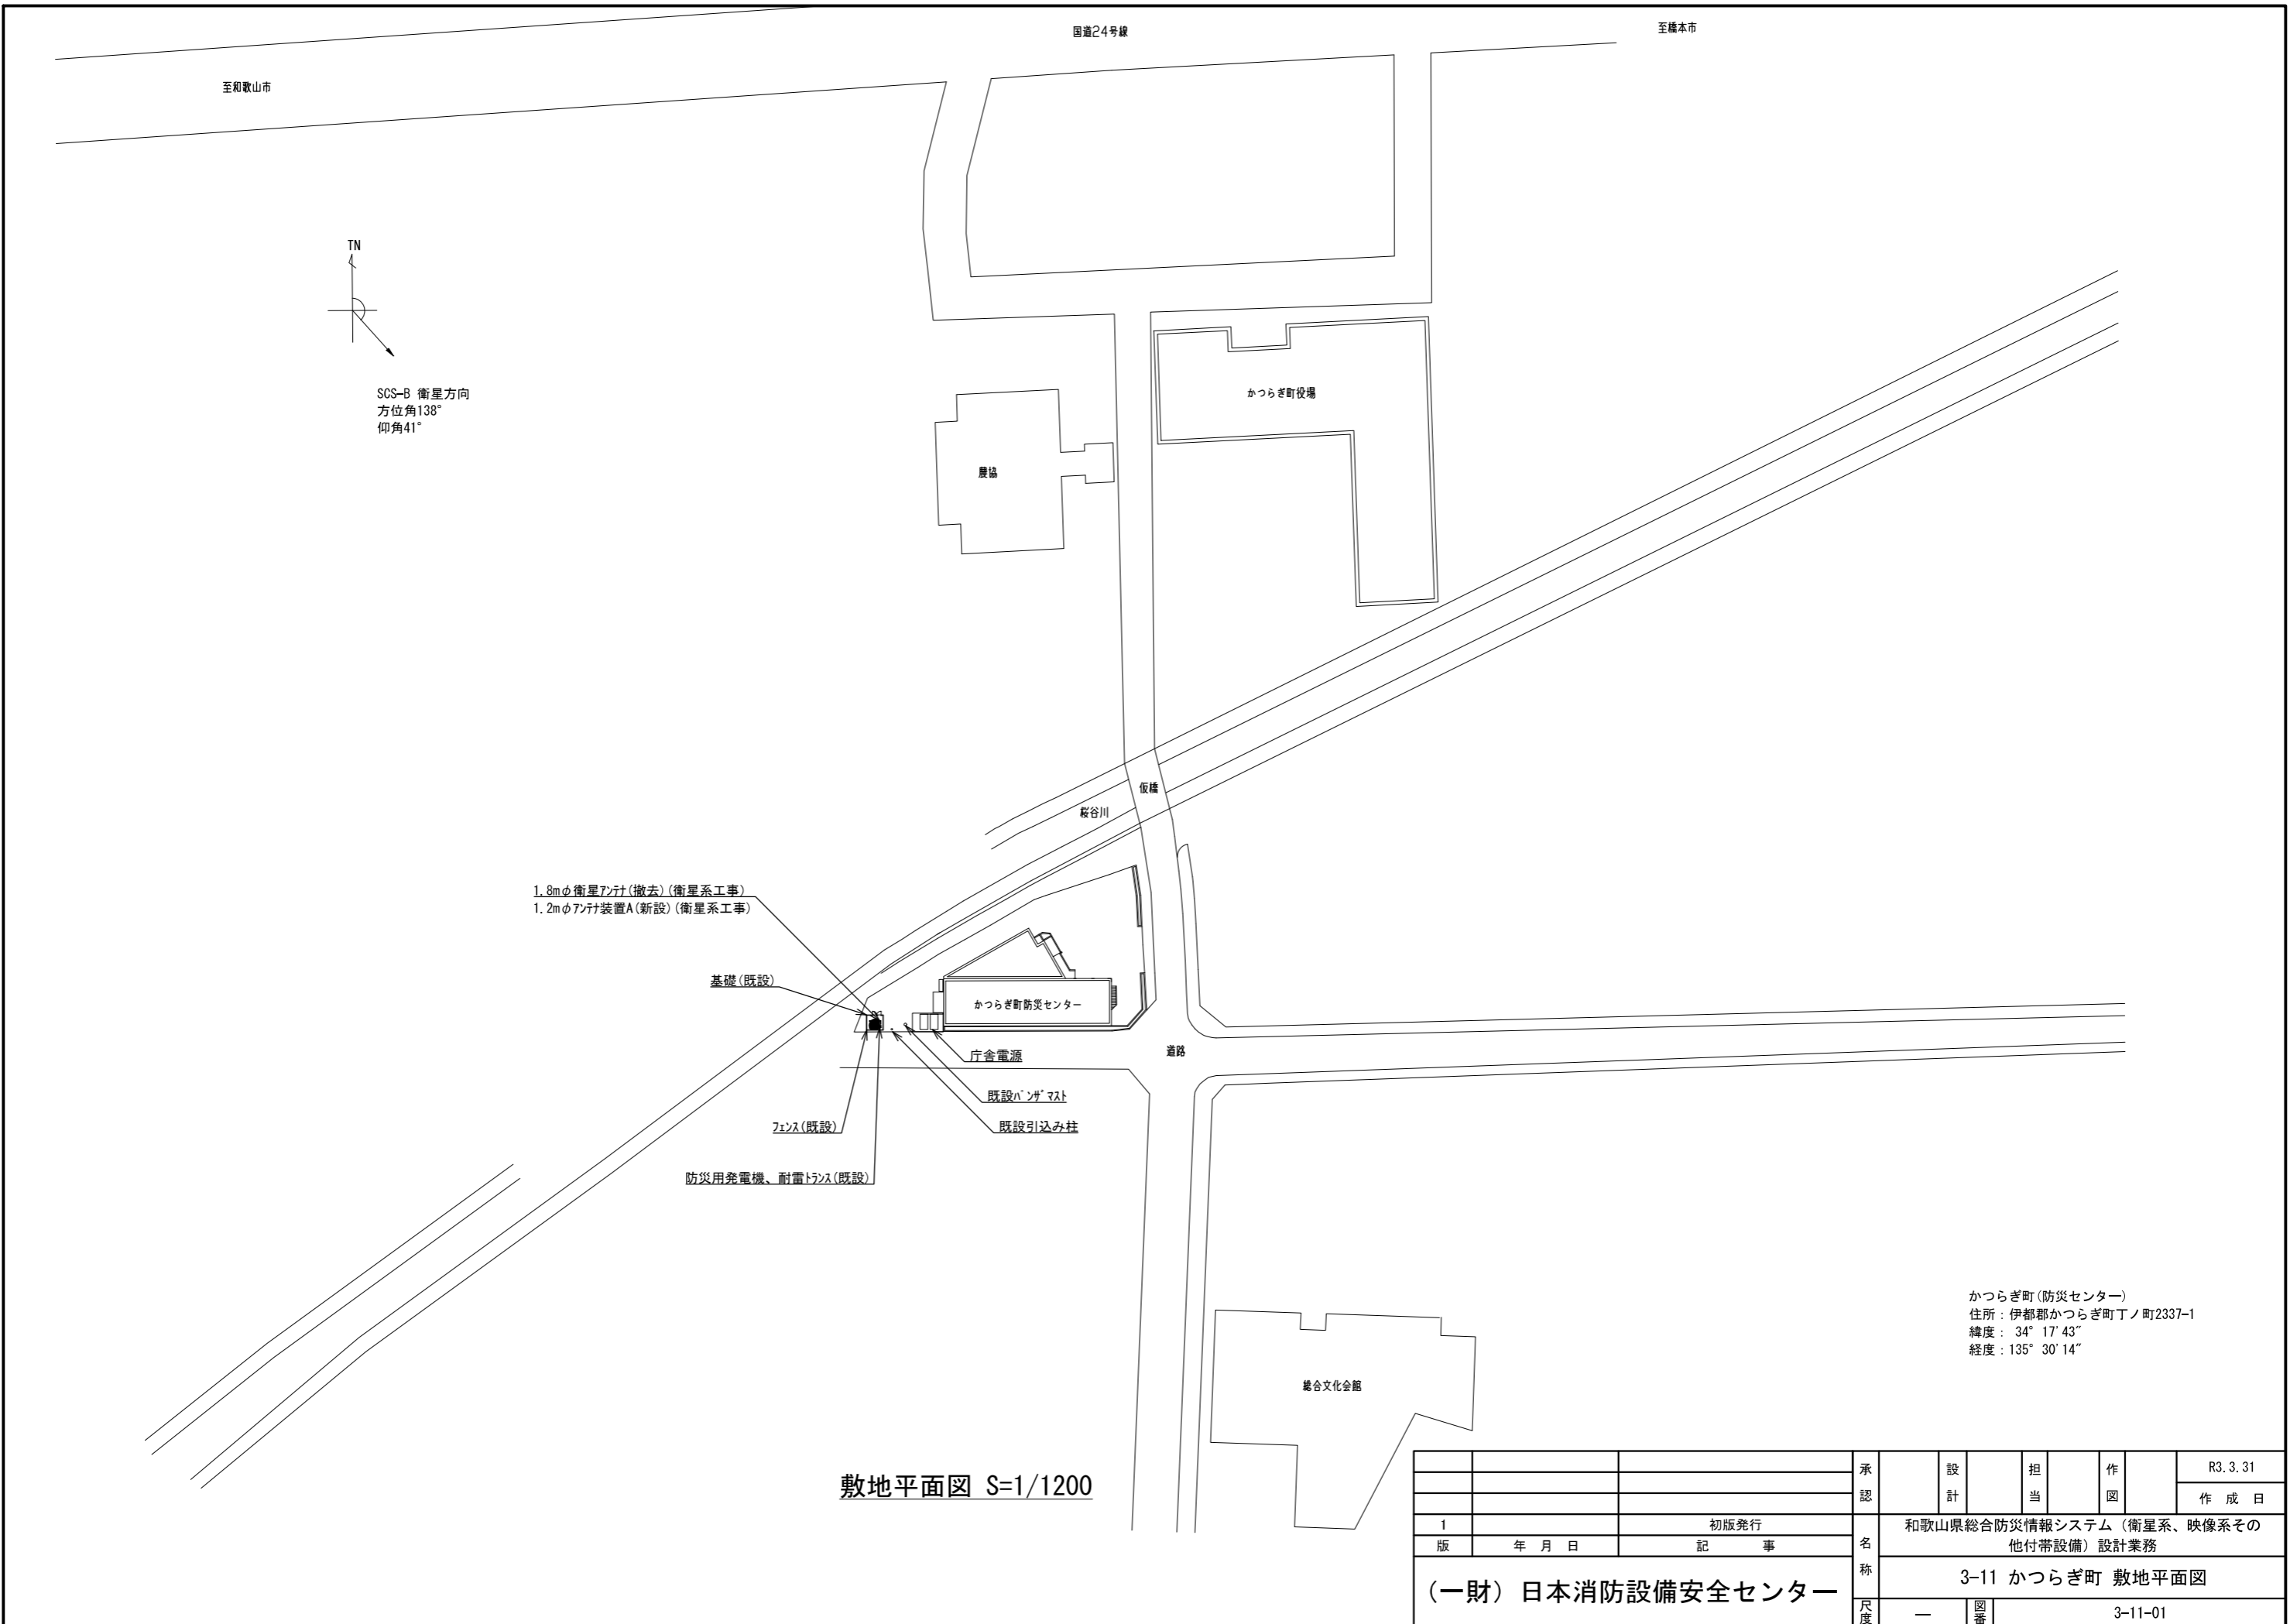 国道24号線
至橋本市
至和歌山市
TN
SCS-B 衛星方向
方位角138°
仰角41°
かつらぎ町役場
農協
仮橋
桜谷川
1.8mφ衛星ｱﾝﾃﾅ(撤去)(衛星系工事)
1.2mφｱﾝﾃﾅ装置A(新設)(衛星系工事)
基礎(既設)
かつらぎ町防災センター
庁舎電源
道路
既設ﾊﾟﾝｻﾞﾏｽﾄ
既設引込み柱
ﾌｪﾝｽ(既設)
防災用発電機、耐雷ﾄﾗﾝｽ(既設)
かつらぎ町(防災センター)
住所：伊都郡かつらぎ町丁ノ町2337-1
緯度： 34° 17′43″
経度：135° 30′14″
総合文化会館
敷地平面図 S=1/1200
承認
設計
担当
作図
R3.3.31
作 成 日
1 初版発行
版 年 月 日 記 事
名称
和歌山県総合防災情報システム（衛星系、映像系その
他付帯設備）設計業務
3-11 かつらぎ町 敷地平面図
（一財）日本消防設備安全センター
尺度
—
図番
3-11-01